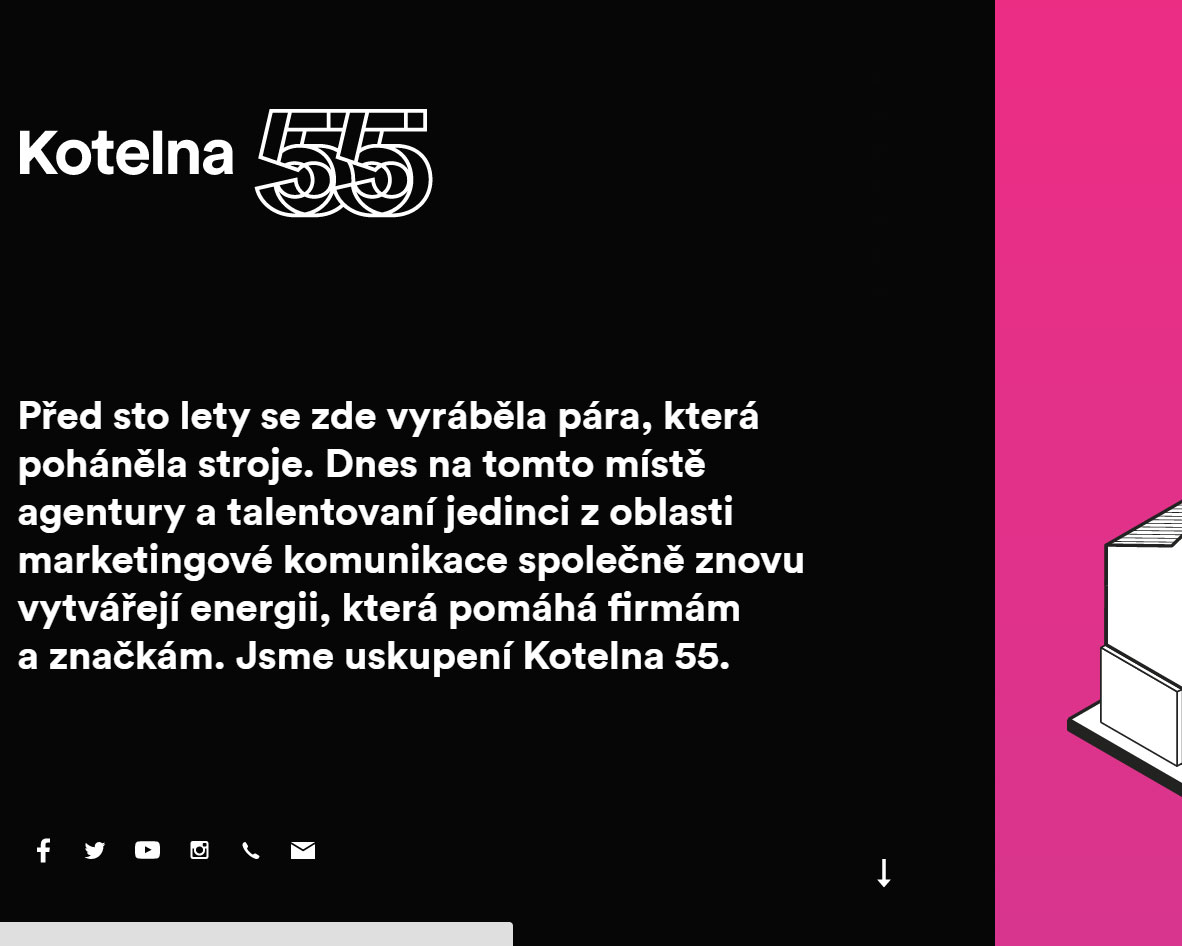 Kotelna 55
Před sto lety se zde vyráběla pára, která
poháněla stroje. Dnes na tomto místě
agentury a talentovaní jedinci z oblasti
marketingové komunikace společně znovu
vytvářejí energii, která pomáhá firmám
a značkám. Jsme uskupení Kotelna 55.